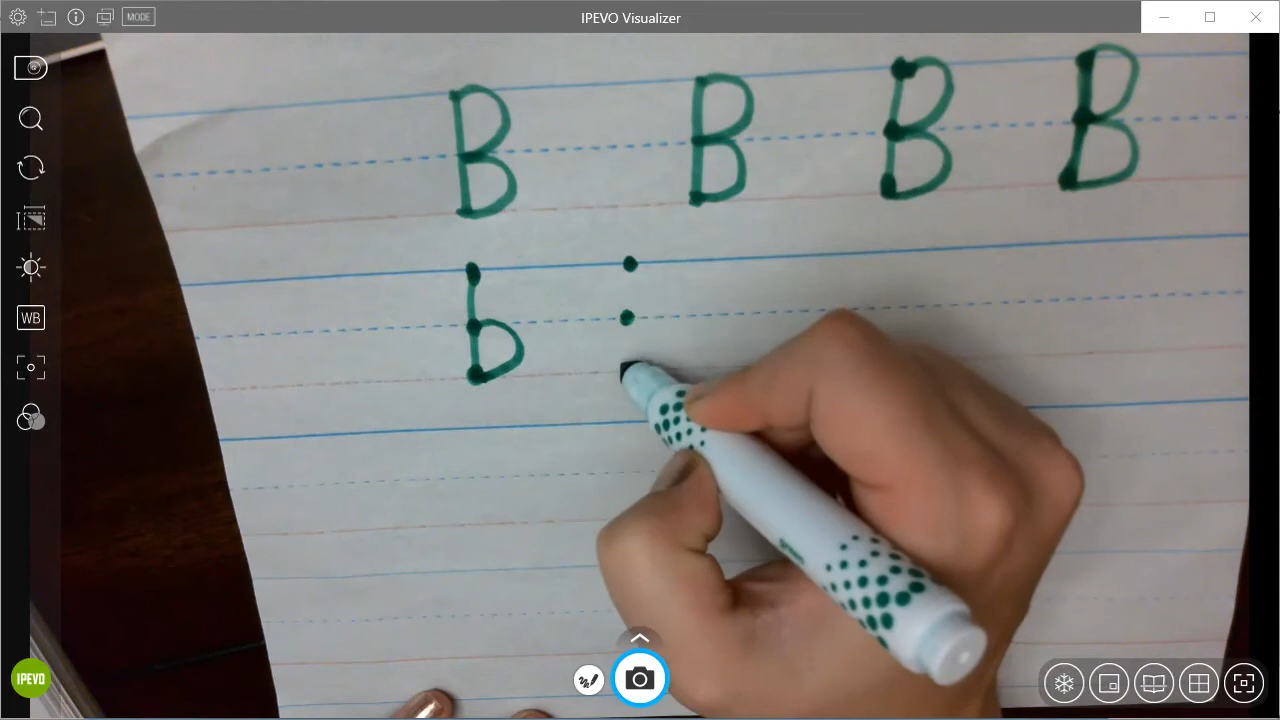 MODE
IPEVO Visualizer
B B B B
WB
b
IPEVO